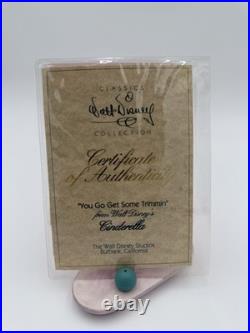 CLASSICS
Walt Disney
COLLECTION
Certificate
of Authenticity
"You Go Get Some Trimmin'"
from Walt Disney's
Cinderella
The Walt Disney Studios
Burbank, California